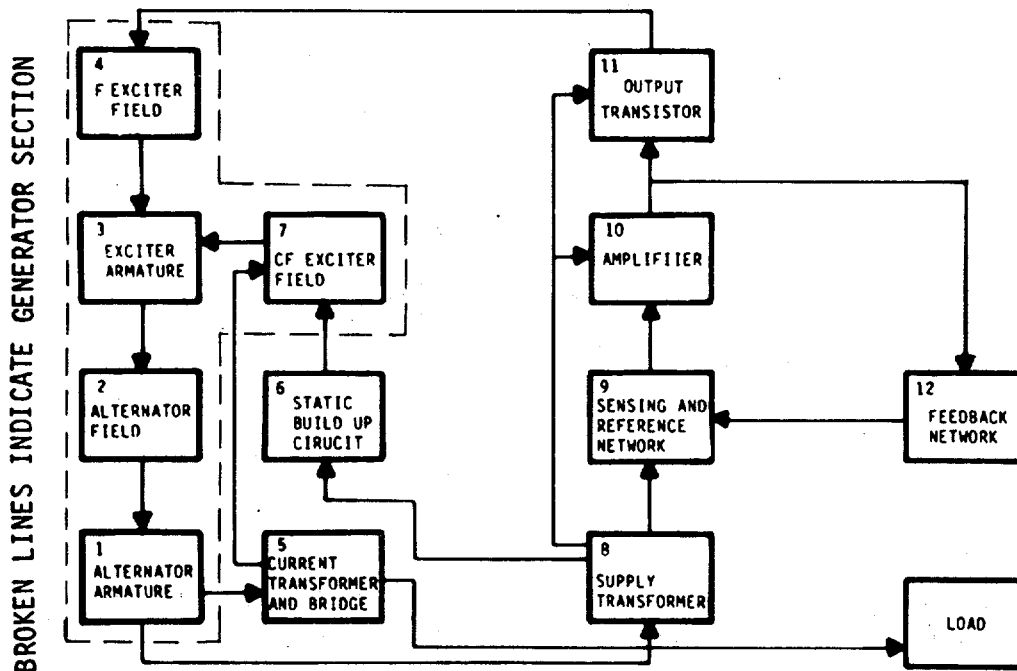 BROKEN LINES INDICATE GENERATOR SECTION
4
F EXCITER
FIELD
11
OUTPUT
TRANSISTOR
3
EXCITER
ARMATURE
7
CF EXCITER
FIELD
10
AMPLIFIIER
2
ALTERNATOR
FIELD
6
STATIC
BUILD UP
CIRUCIT
9
SENSING AND
REFERENCE
NETWORK
12
FEEDBACK
NETWORK
1
ALTERNATOR
ARMATURE
5
CURRENT
TRANSFORMER
AND BRIDGE
8
SUPPLY
TRANSFORMER
LOAD